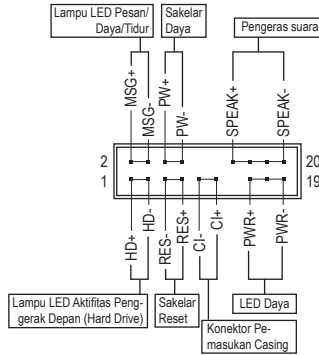 Lampu LED Pesan/
Daya/Tidur
Sakelar
Daya
Pengeras suara
MSG+
MSG-
PW+
PW-
SPEAK+
SPEAK-
2
20
1
19
HD+
HD-
RES-
RES+
CI-
CI+
PWR+
PWR-
Lampu LED Aktifitas Peng-
gerak Depan (Hard Drive)
Sakelar
Reset
LED Daya
Konektor Pe-
masukan Casing